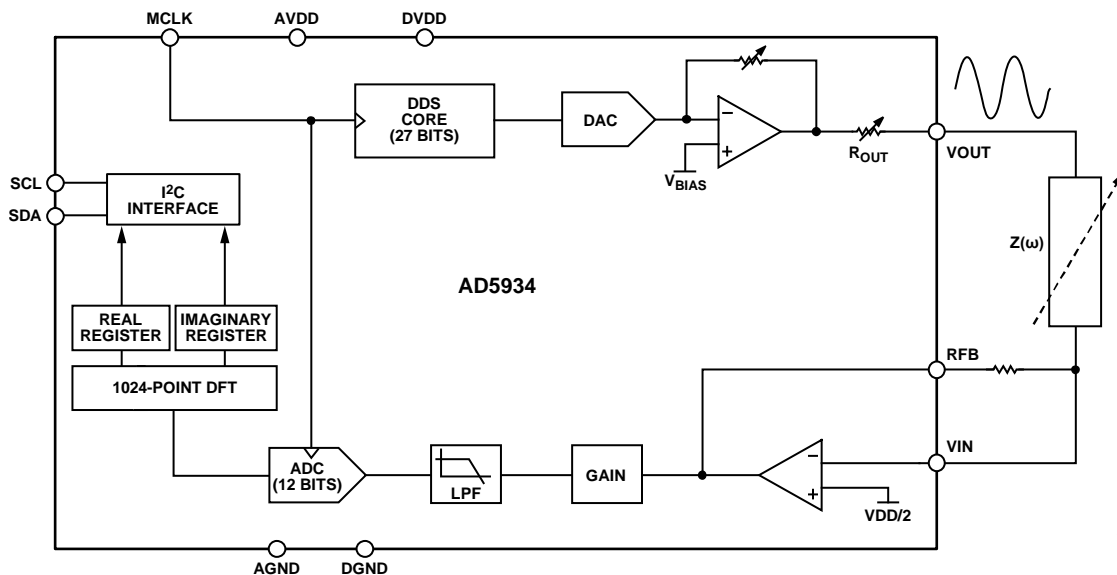 MCLK
AVDD
DVDD
DDS
CORE
(27 BITS)
DAC
ROUT
VOUT
VBIAS
SCL
SDA
I2C
INTERFACE
Z(ω)
AD5934
REAL
REGISTER
IMAGINARY
REGISTER
RFB
1024-POINT DFT
VIN
ADC
(12 BITS)
LPF
GAIN
VDD/2
AGND
DGND